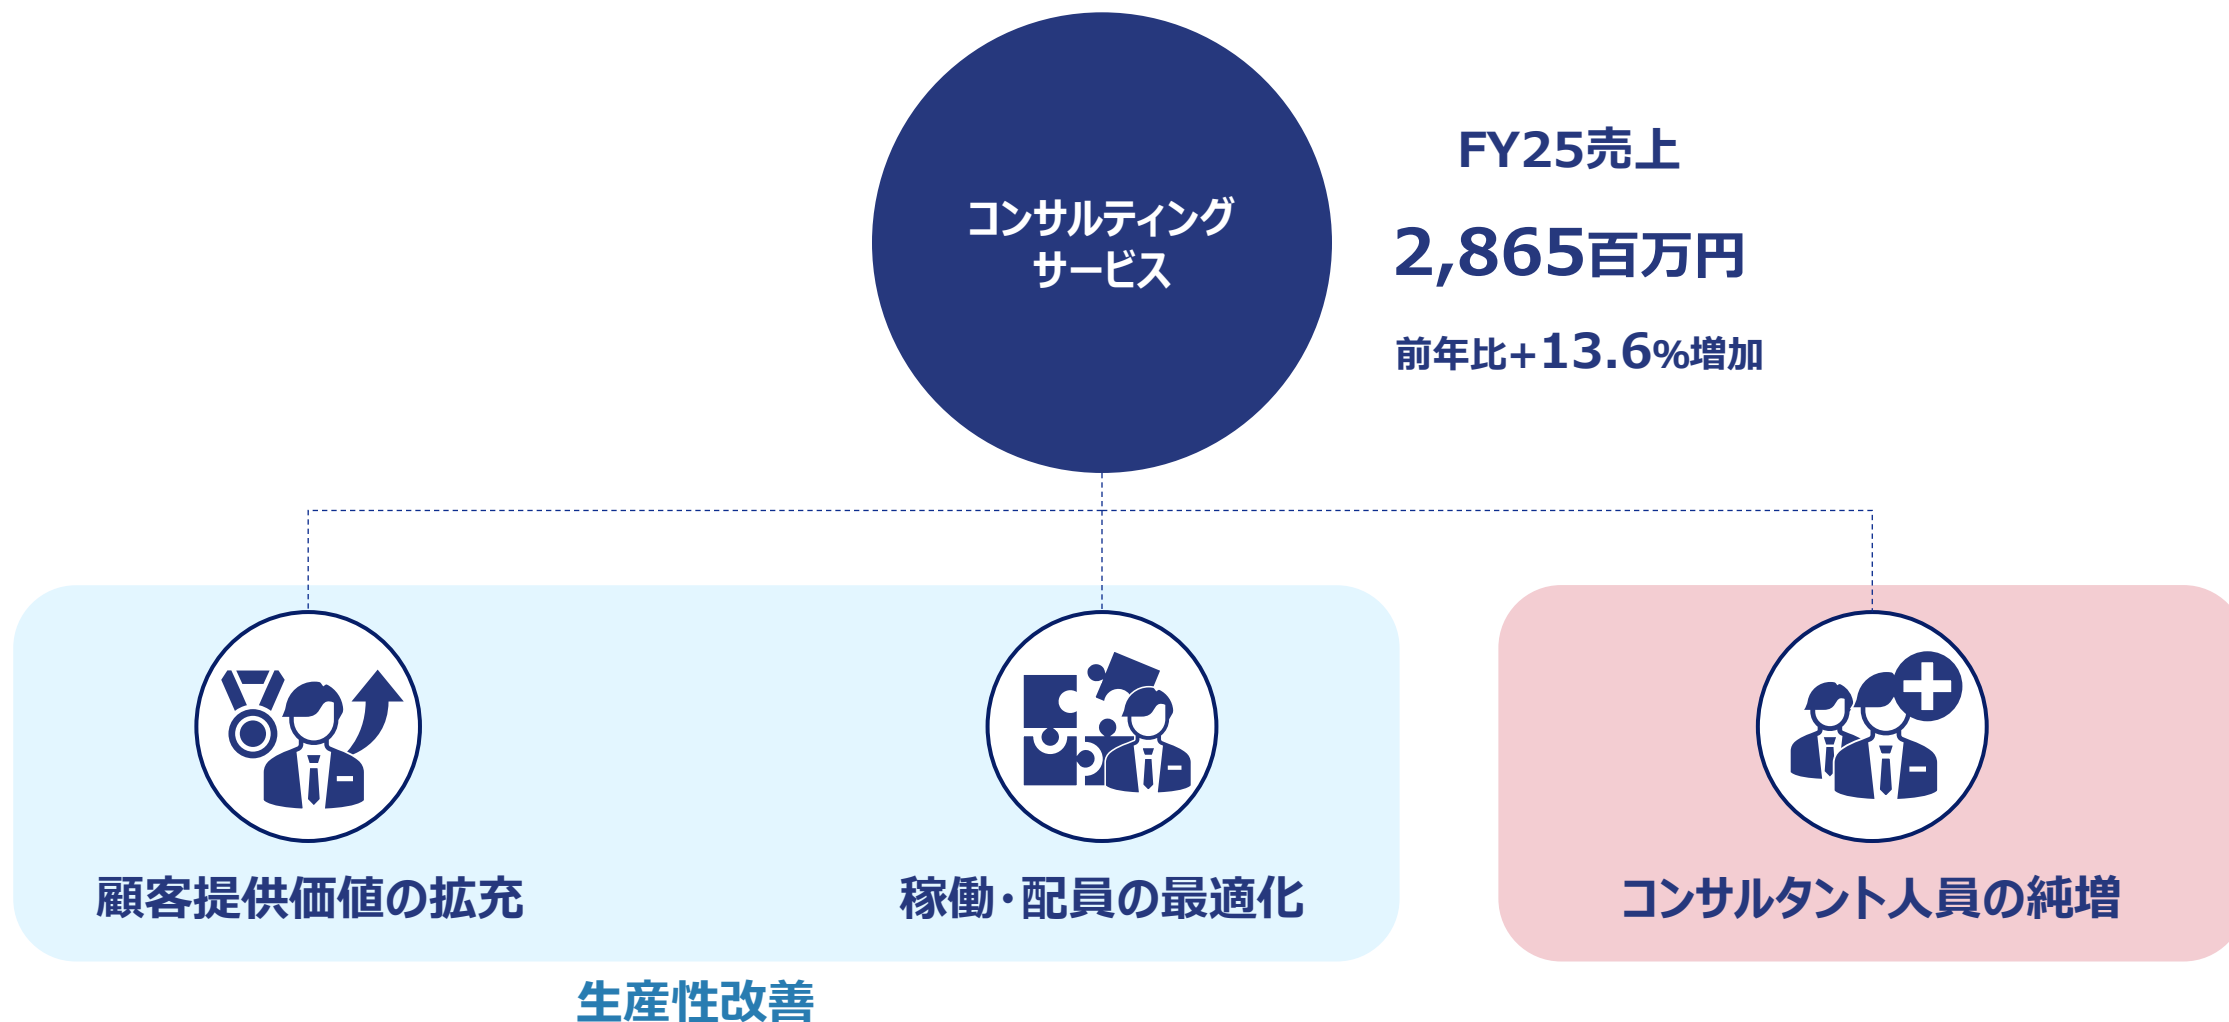 コンサルティング
サービス
FY25売上
2,865百万円
前年比+13.6%増加
顧客提供価値の拡充
稼働・配員の最適化
コンサルタント人員の純増
生産性改善